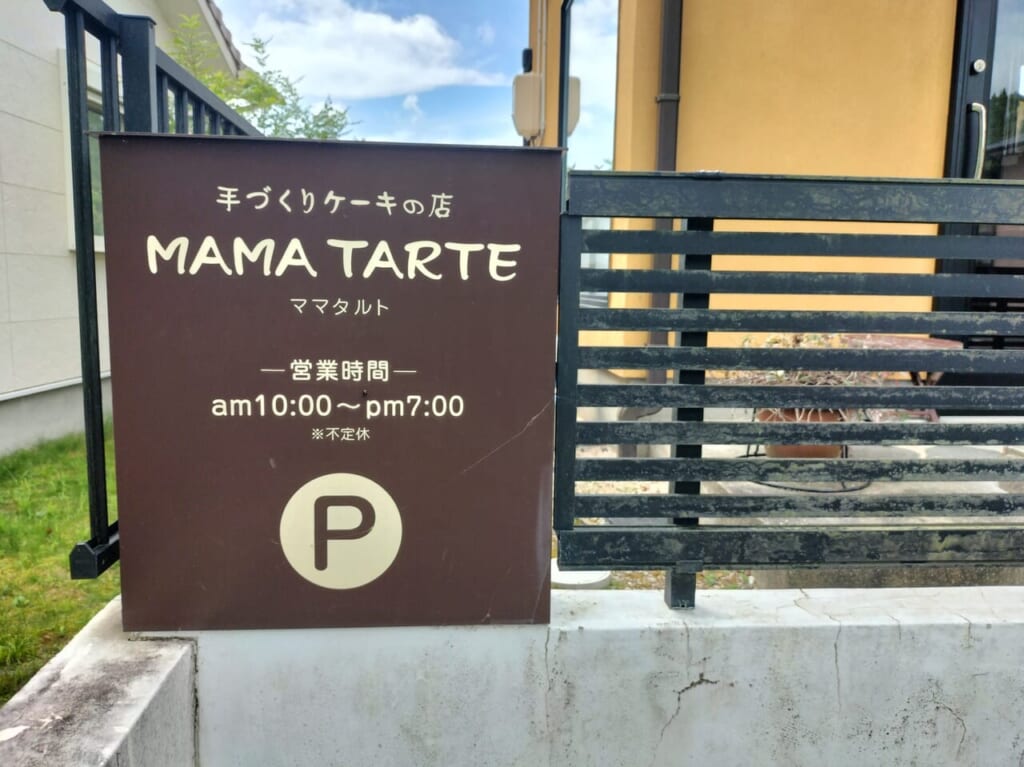 手づくりケーキの店
MAMA TARTE
ママタルト
―営業時間―
am10:00～pm7:00
※不定休
P